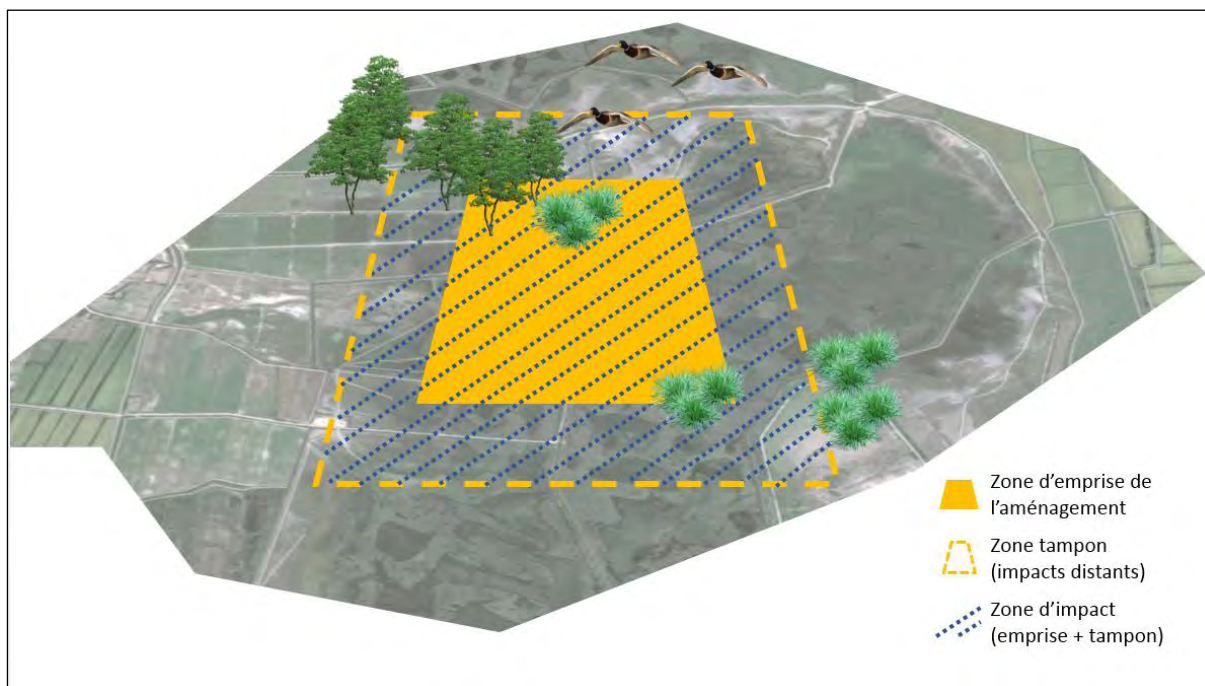 Zone d'emprise de
l'aménagement
Zone tampon
(impacts distants)
Zone d'impact
(emprise + tampon)